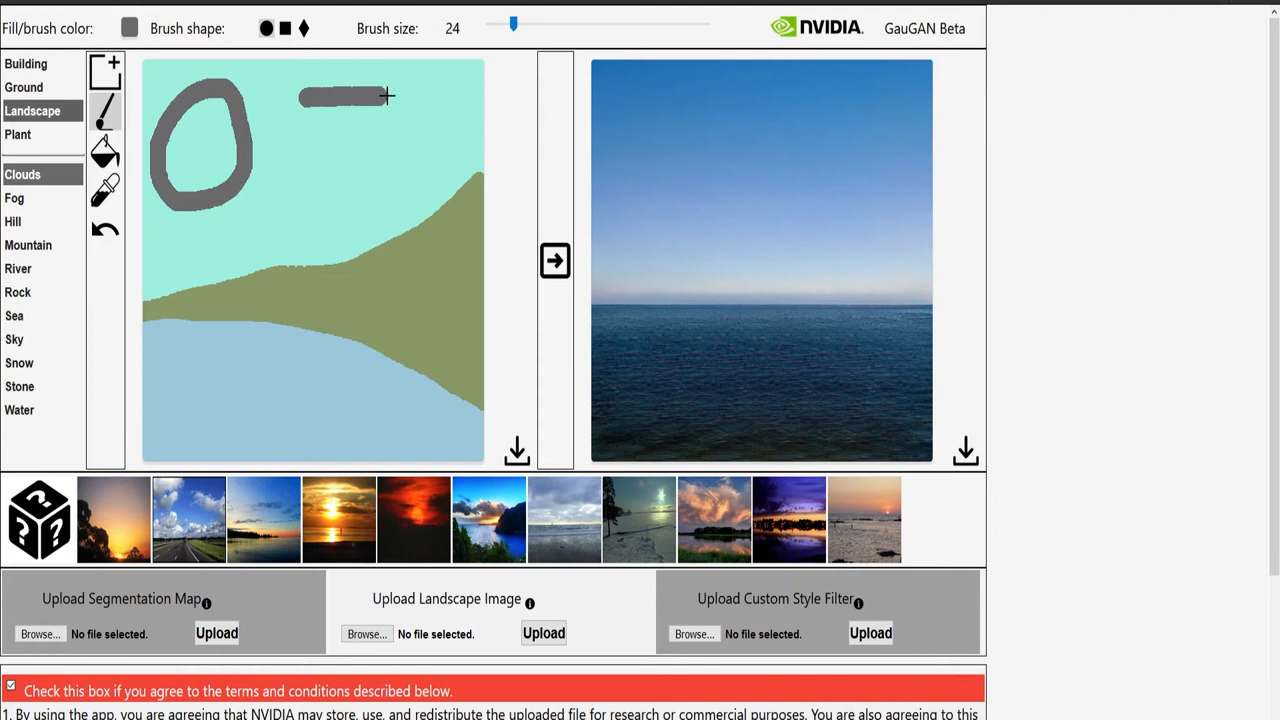 Fill/brush color: Brush shape: Brush size: 24 NVIDIA. GauGAN Beta
Building
Ground
Landscape
Plant
Clouds
Fog
Hill
Mountain
River
Rock
Sea
Sky
Snow
Stone
Water
? ? ?
Upload Segmentation Map Upload Landscape Image Upload Custom Style Filter
Browse... No file selected. Upload Browse... No file selected. Upload Browse... No file selected. Upload
Check this box if you agree to the terms and conditions described below.
1. By using the app, you are agreeing that NVIDIA may store, use, and redistribute the uploaded file for research or commercial purposes. You are also agreeing to this